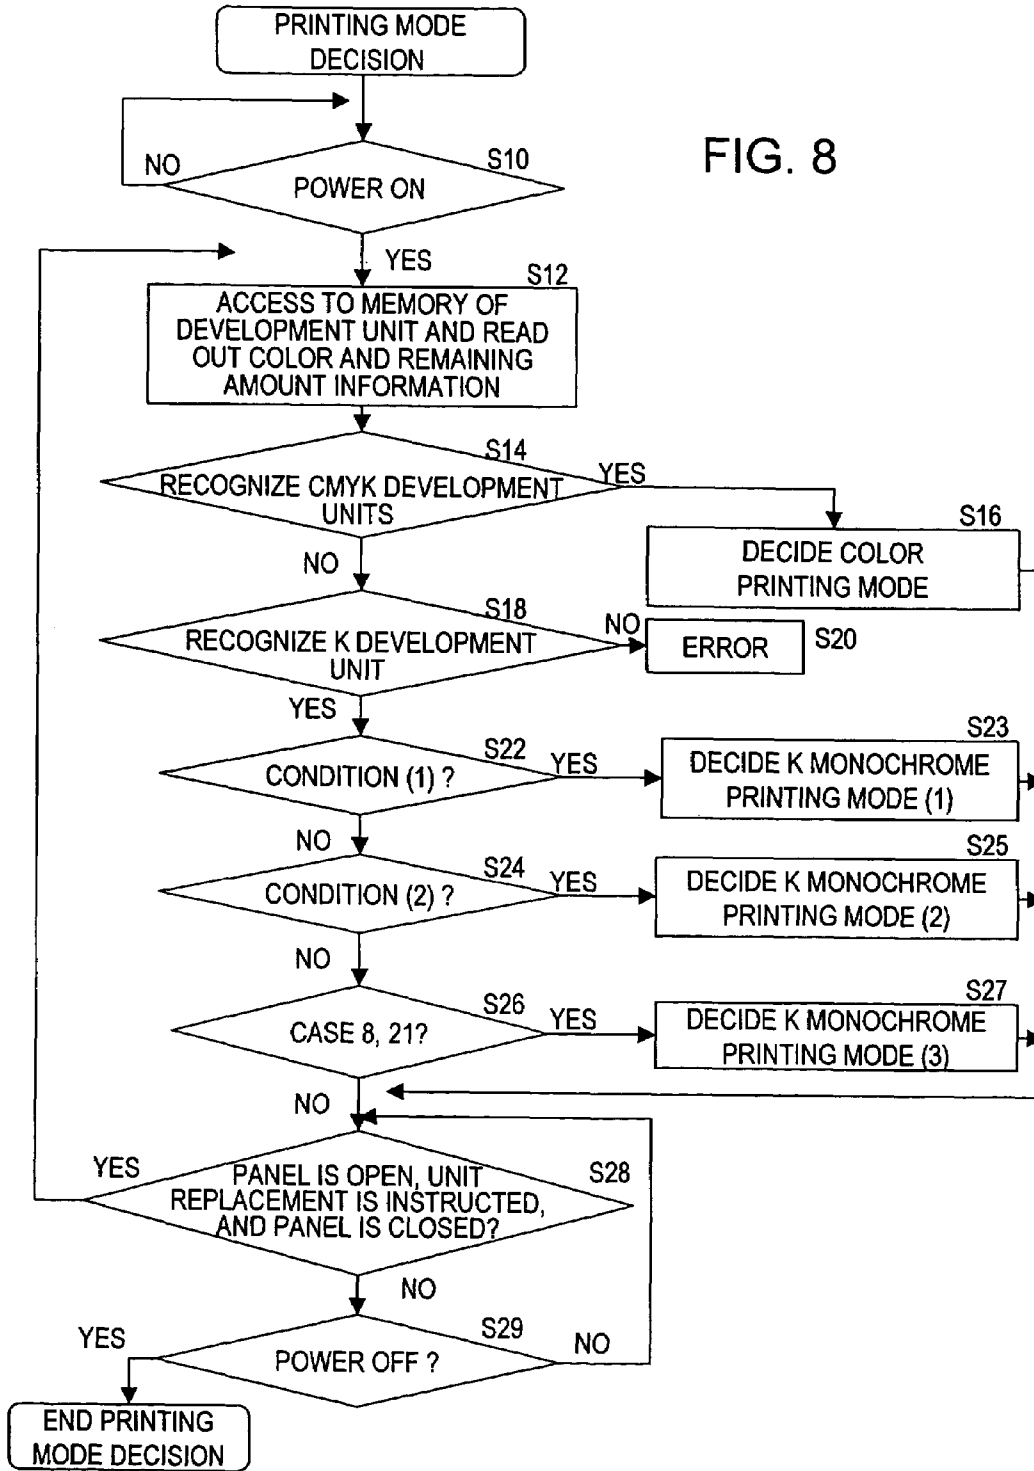 PRINTING MODE
DECISION
FIG. 8
NO
S10
POWER ON
YES
S12
ACCESS TO MEMORY OF
DEVELOPMENT UNIT AND READ
OUT COLOR AND REMAINING
AMOUNT INFORMATION
S14
YES
RECOGNIZE CMYK DEVELOPMENT
UNITS
S16
DECIDE COLOR
PRINTING MODE
NO
S18
NO
RECOGNIZE K DEVELOPMENT
UNIT
ERROR
S20
YES
S22
CONDITION (1) ?
YES
S23
DECIDE K MONOCHROME
PRINTING MODE (1)
NO
S24
CONDITION (2) ?
YES
S25
DECIDE K MONOCHROME
PRINTING MODE (2)
NO
S26
CASE 8, 21?
YES
S27
DECIDE K MONOCHROME
PRINTING MODE (3)
NO
YES
PANEL IS OPEN, UNIT
REPLACEMENT IS INSTRUCTED,
AND PANEL IS CLOSED?
S28
NO
YES
S29
POWER OFF ?
NO
END PRINTING
MODE DECISION